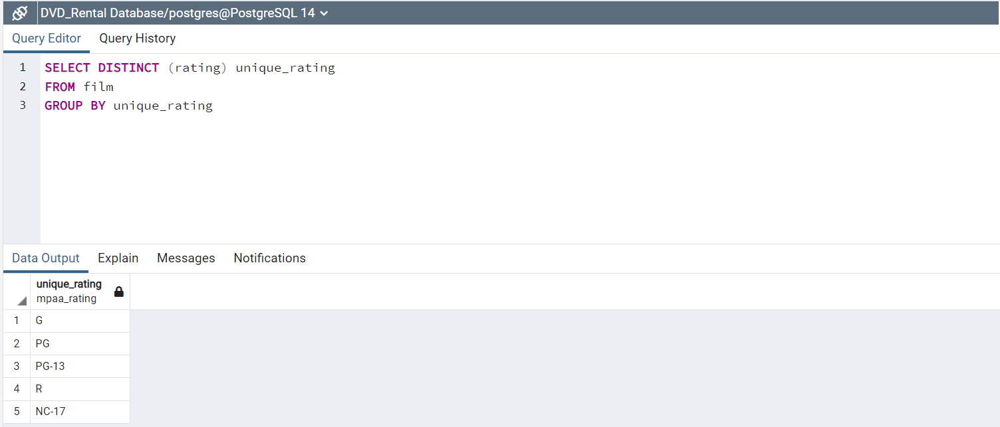 DVD_Rental Database/postgres@PostgreSQL 14
Query Editor Query History
1 SELECT DISTINCT (rating) unique_rating
2 FROM film
3 GROUP BY unique_rating
Data Output Explain Messages Notifications
unique_rating
mpaa_rating
1 G
2 PG
3 PG-13
4 R
5 NC-17